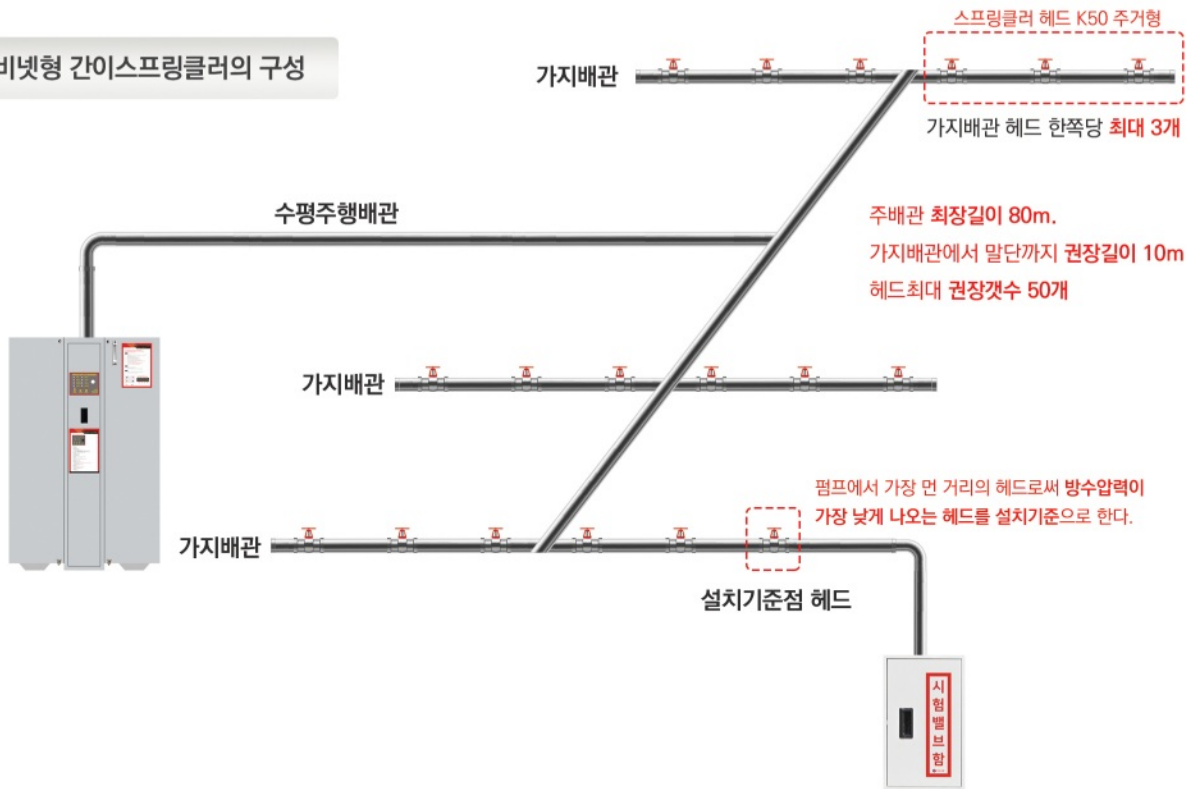 비넷형 간이스프링클러의 구성
스프링클러 헤드 K50 주거형
가지배관
가지배관 헤드 한쪽당 최대 3개
수평주행배관
주배관 최장길이 80m.
가지배관에서 말단까지 권장길이 10m
헤드최대 권장갯수 50개
가지배관
펌프에서 가장 먼 거리의 헤드로써 방수압력이
가장 낮게 나오는 헤드를 설치기준으로 한다.
가지배관
설치기준점 헤드
시험밸브함